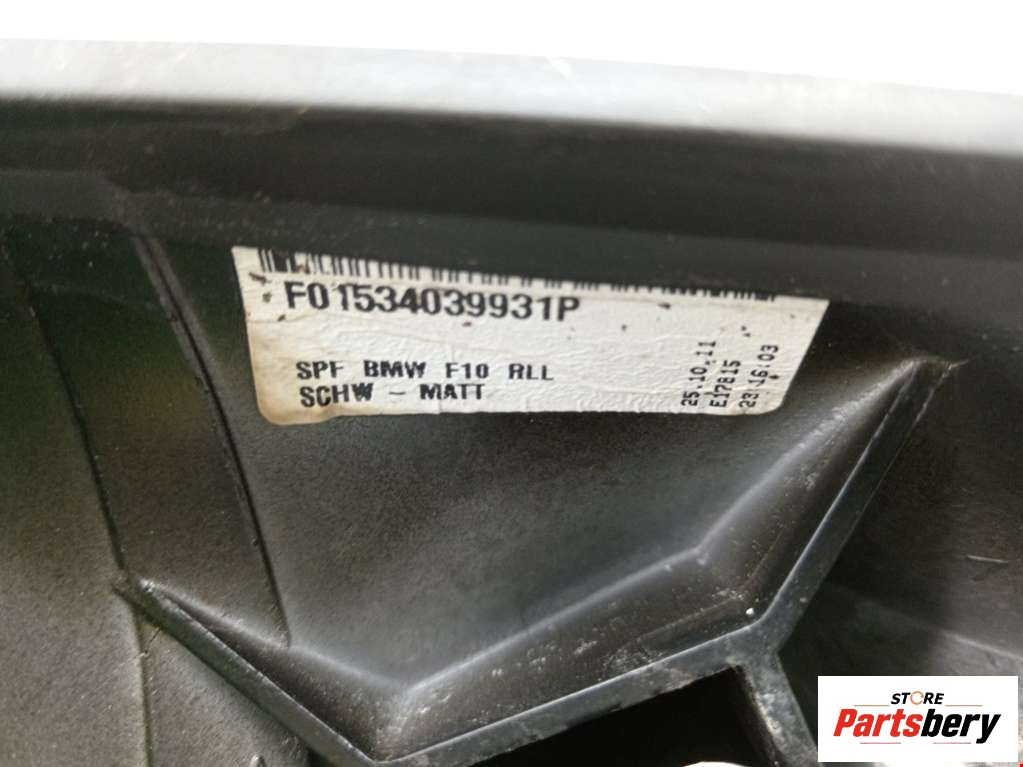 F01534039931P
SPF BMW F10 RLL
SCHW - MATT
25.10.11
E17815
23:16:03
STORE
Partsbery